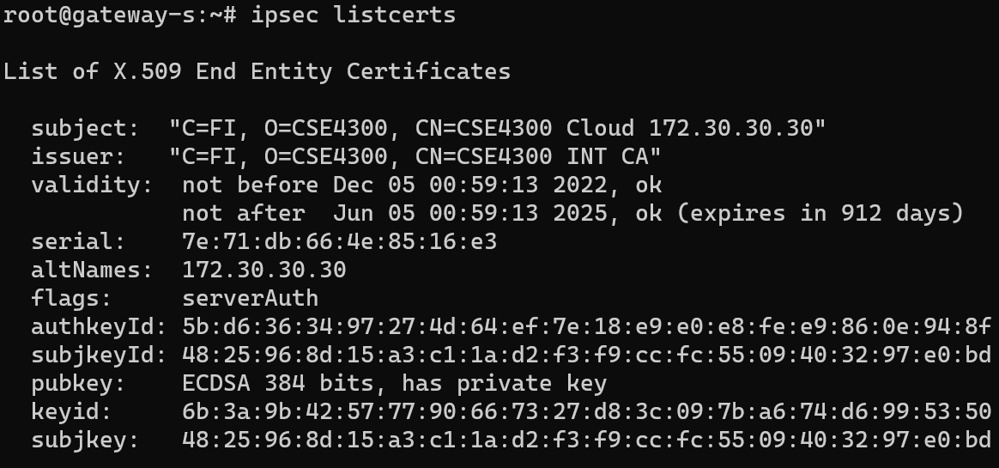 root@gateway-s:~# ipsec listcerts

List of X.509 End Entity Certificates

  subject:  "C=FI, O=CSE4300, CN=CSE4300 Cloud 172.30.30.30"
  issuer:   "C=FI, O=CSE4300, CN=CSE4300 INT CA"
  validity:  not before Dec 05 00:59:13 2022, ok
             not after  Jun 05 00:59:13 2025, ok (expires in 912 days)
  serial:    7e:71:db:66:4e:85:16:e3
  altNames:  172.30.30.30
  flags:     serverAuth
  authkeyId: 5b:d6:36:34:97:27:4d:64:ef:7e:18:e9:e0:e8:fe:e9:86:0e:94:8f
  subjkeyId: 48:25:96:8d:15:a3:c1:1a:d2:f3:f9:cc:fc:55:09:40:32:97:e0:bd
  pubkey:    ECDSA 384 bits, has private key
  keyid:     6b:3a:9b:42:57:77:90:66:73:27:d8:3c:09:7b:a6:74:d6:99:53:50
  subjkey:   48:25:96:8d:15:a3:c1:1a:d2:f3:f9:cc:fc:55:09:40:32:97:e0:bd